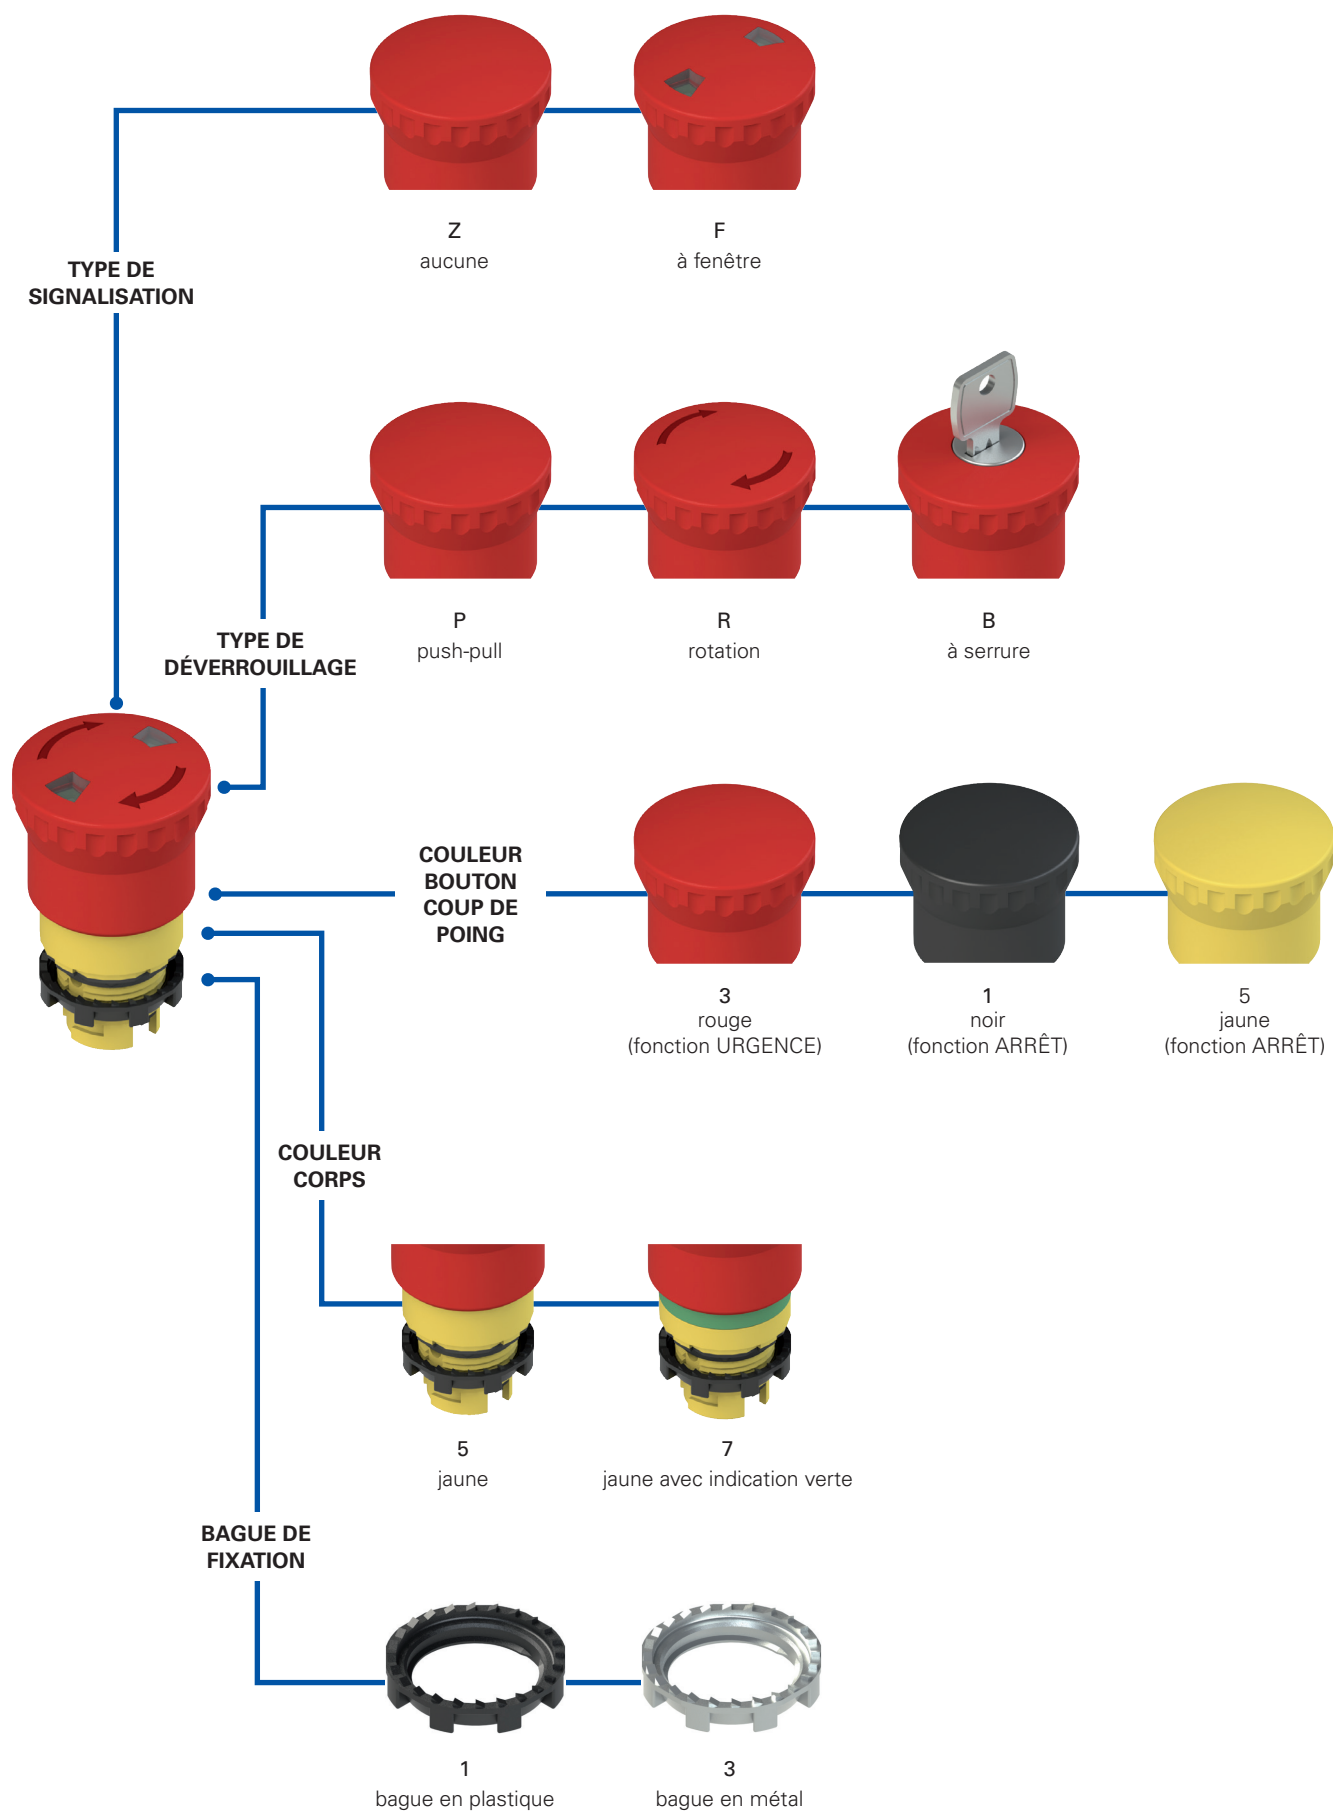 Z
aucune
F
à fenêtre
TYPE DE
SIGNALISATION
P
push-pull
R
rotation
B
à serrure
TYPE DE
DÉVERROUILLAGE
COULEUR
BOUTON
COUP DE
POING
3
rouge
(fonction URGENCE)
1
noir
(fonction ARRÊT)
5
jaune
(fonction ARRÊT)
COULEUR
CORPS
5
jaune
7
jaune avec indication verte
BAGUE DE
FIXATION
1
bague en plastique
3
bague en métal